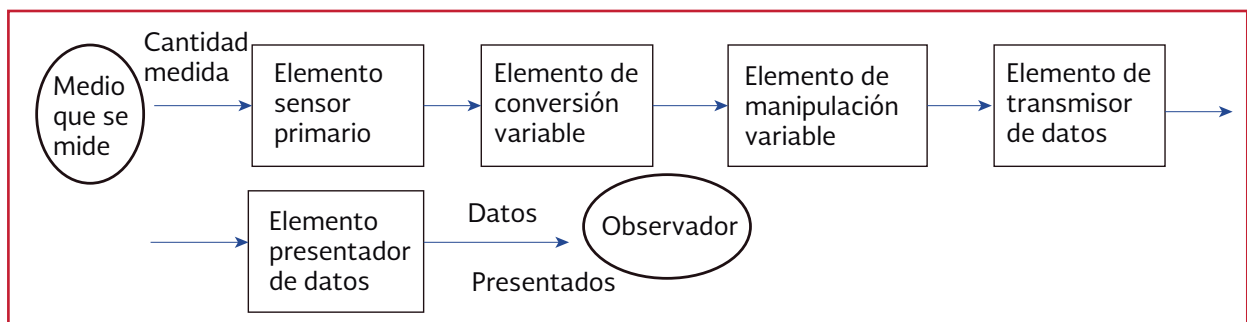 Cantidad
medida
Medio
que se
mide
Elemento
sensor
primario
Elemento de
conversión
variable
Elemento de
manipulación
variable
Elemento de
transmisor
de datos
Elemento
presentador
de datos
Datos
Presentados
Observador